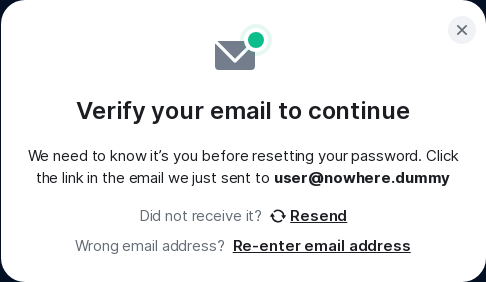 Verify your email to continue
We need to know it’s you before resetting your password. Click
the link in the email we just sent to user@nowhere.dummy
Did not receive it? Resend
Wrong email address? Re-enter email address